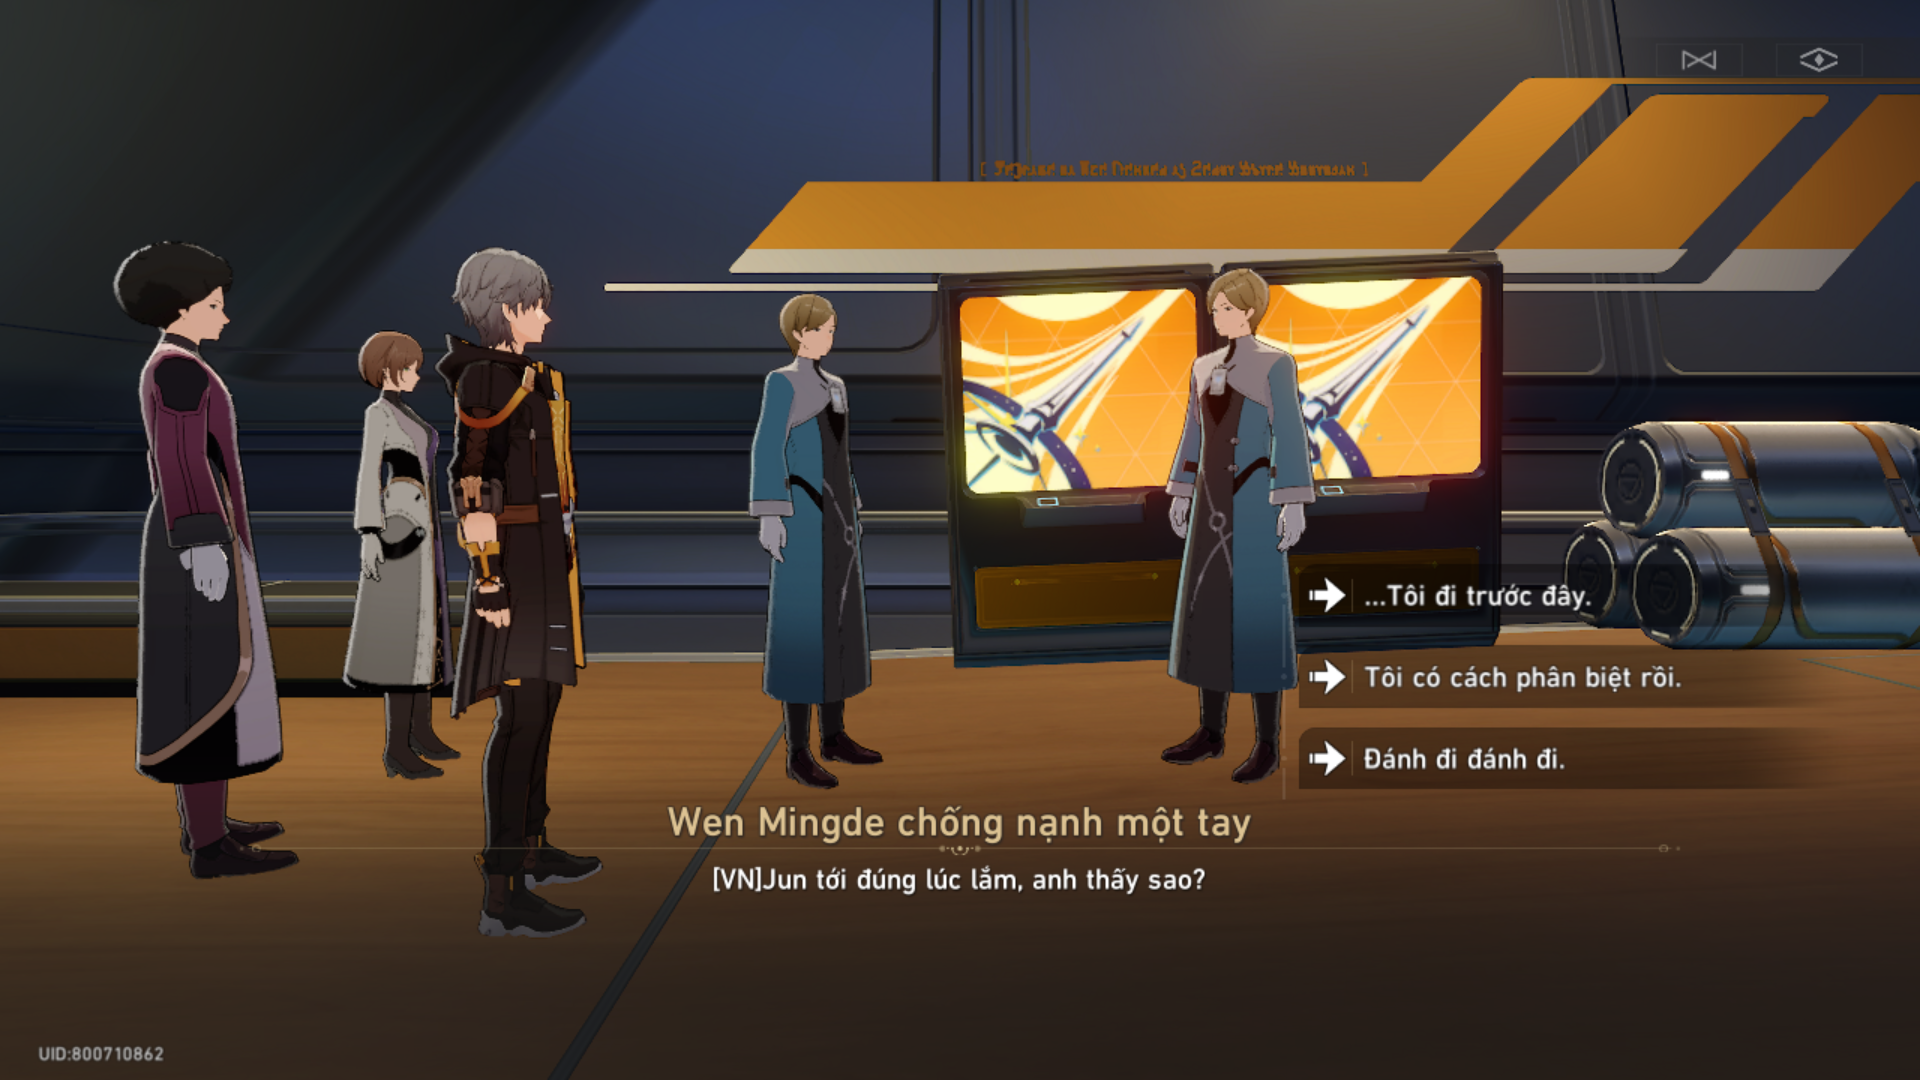 ...Tôi đi trước đây.
Tôi có cách phân biệt rồi.
Đánh đi đánh đi.
Wen Mingde chống nạnh một tay
[VN]Jun tới đúng lúc lắm, anh thấy sao?
UID:800710862